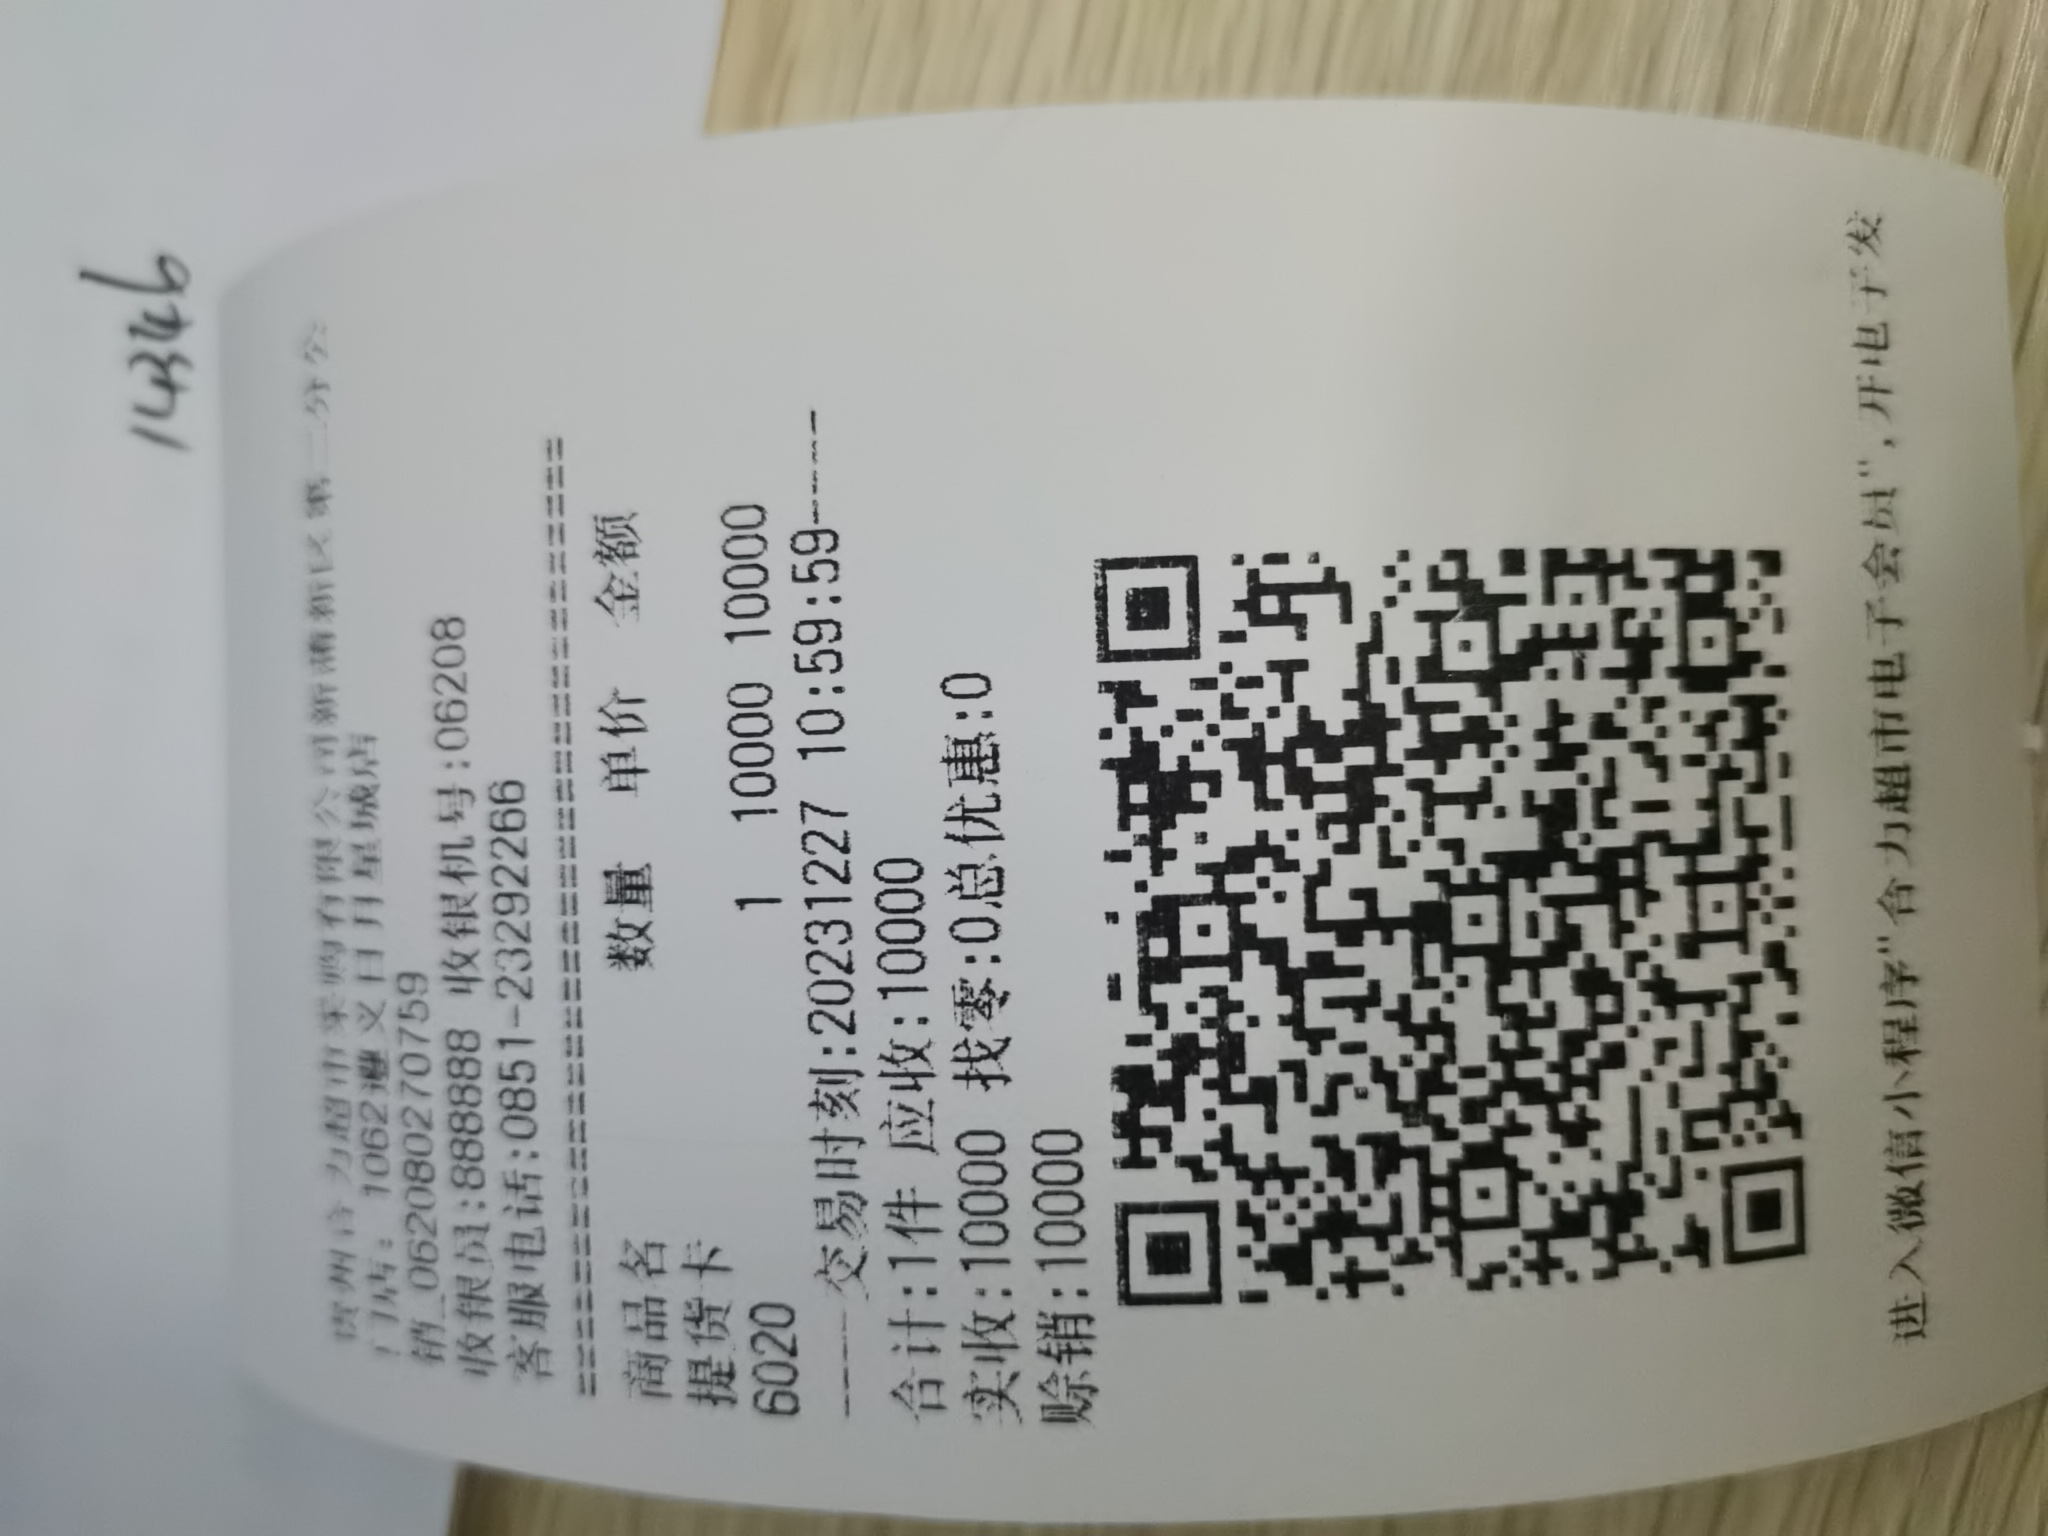 1434b
贵州合力超市采购有限公司新蒲新区第二分公
门店: 1062遵义日月星城店
销_062080270759
收银员:888888 收银机号:06208
客服电话:0851-23292266
==================================
商品名 数量 单价 金额
提货卡
6020 1 10000 10000
----交易时刻:20231227 10:59:59----
合计:1件 应收:10000
实收:10000 找零:0总优惠:0
赊销:10000
进入微信小程序"合力超市电子会员", 开电子发